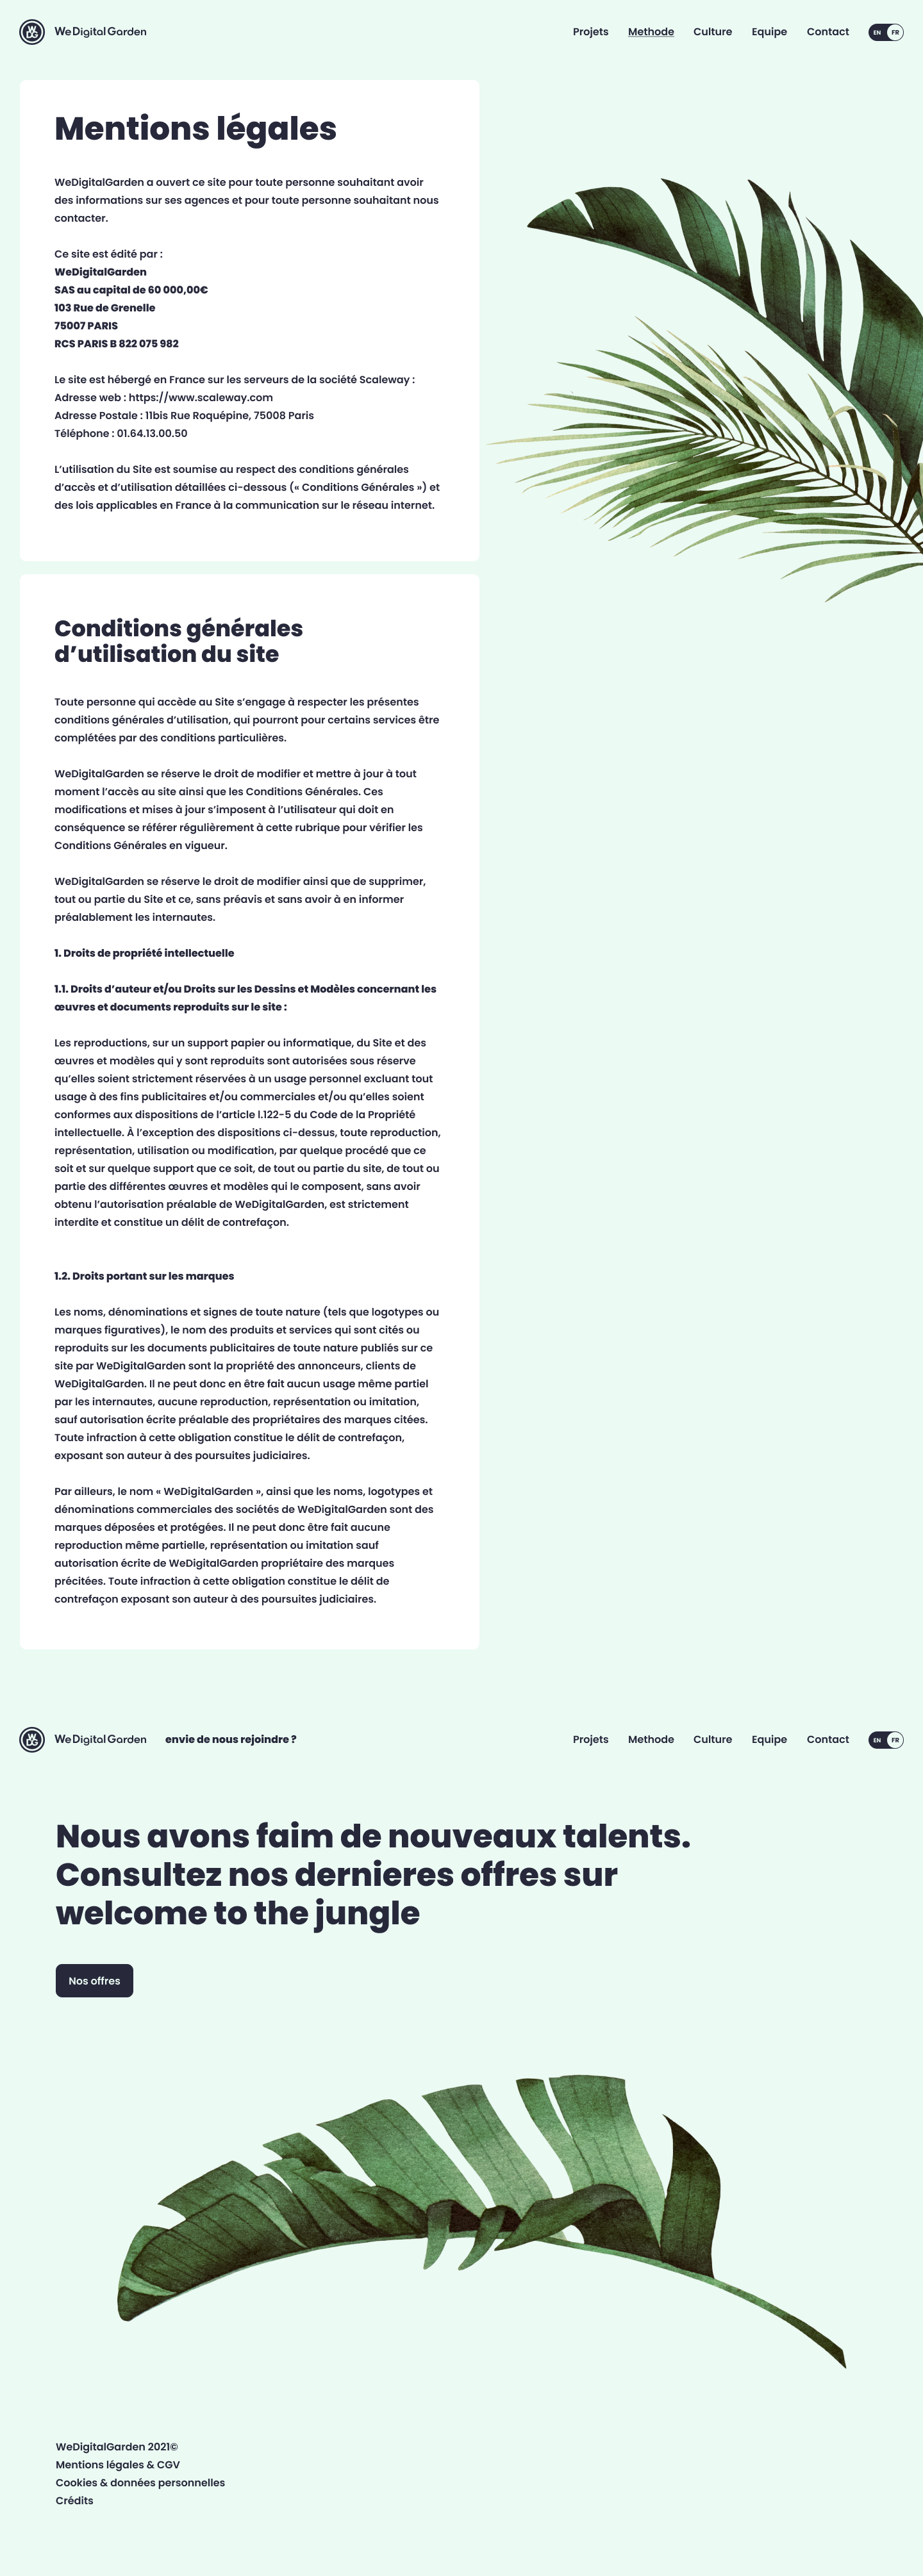 WDG WeDigitalGarden
Projets Methode Culture Equipe Contact EN FR
Mentions légales
WeDigitalGarden a ouvert ce site pour toute personne souhaitant avoir
des informations sur ses agences et pour toute personne souhaitant nous
contacter.
Ce site est édité par :
WeDigitalGarden
SAS au capital de 60 000,00€
103 Rue de Grenelle
75007 PARIS
RCS PARIS B 822 075 982
Le site est hébergé en France sur les serveurs de la société Scaleway :
Adresse web : https://www.scaleway.com
Adresse Postale : 11bis Rue Roquépine, 75008 Paris
Téléphone : 01.64.13.00.50
L’utilisation du Site est soumise au respect des conditions générales
d’accès et d’utilisation détaillées ci-dessous (« Conditions Générales ») et
des lois applicables en France à la communication sur le réseau internet.
Conditions générales
d’utilisation du site
Toute personne qui accède au Site s’engage à respecter les présentes
conditions générales d’utilisation, qui pourront pour certains services être
complétées par des conditions particulières.
WeDigitalGarden se réserve le droit de modifier et mettre à jour à tout
moment l’accès au site ainsi que les Conditions Générales. Ces
modifications et mises à jour s’imposent à l’utilisateur qui doit en
conséquence se référer régulièrement à cette rubrique pour vérifier les
Conditions Générales en vigueur.
WeDigitalGarden se réserve le droit de modifier ainsi que de supprimer,
tout ou partie du Site et ce, sans préavis et sans avoir à en informer
préalablement les internautes.
1. Droits de propriété intellectuelle
1.1. Droits d’auteur et/ou Droits sur les Dessins et Modèles concernant les
œuvres et documents reproduits sur le site :
Les reproductions, sur un support papier ou informatique, du Site et des
œuvres et modèles qui y sont reproduits sont autorisées sous réserve
qu’elles soient strictement réservées à un usage personnel excluant tout
usage à des fins publicitaires et/ou commerciales et/ou qu’elles soient
conformes aux dispositions de l’article l.122-5 du Code de la Propriété
intellectuelle. À l’exception des dispositions ci-dessus, toute reproduction,
représentation, utilisation ou modification, par quelque procédé que ce
soit et sur quelque support que ce soit, de tout ou partie du site, de tout ou
partie des différentes œuvres et modèles qui le composent, sans avoir
obtenu l’autorisation préalable de WeDigitalGarden, est strictement
interdite et constitue un délit de contrefaçon.
1.2. Droits portant sur les marques
Les noms, dénominations et signes de toute nature (tels que logotypes ou
marques figuratives), le nom des produits et services qui sont cités ou
reproduits sur les documents publicitaires de toute nature publiés sur ce
site par WeDigitalGarden sont la propriété des annonceurs, clients de
WeDigitalGarden. Il ne peut donc en être fait aucun usage même partiel
par les internautes, aucune reproduction, représentation ou imitation,
sauf autorisation écrite préalable des propriétaires des marques citées.
Toute infraction à cette obligation constitue le délit de contrefaçon,
exposant son auteur à des poursuites judiciaires.
Par ailleurs, le nom « WeDigitalGarden », ainsi que les noms, logotypes et
dénominations commerciales des sociétés de WeDigitalGarden sont des
marques déposées et protégées. Il ne peut donc être fait aucune
reproduction même partielle, représentation ou imitation sauf
autorisation écrite de WeDigitalGarden propriétaire des marques
précitées. Toute infraction à cette obligation constitue le délit de
contrefaçon exposant son auteur à des poursuites judiciaires.
WDG WeDigitalGarden envie de nous rejoindre ?
Projets Methode Culture Equipe Contact EN FR
Nous avons faim de nouveaux talents.
Consultez nos dernieres offres sur
welcome to the jungle
Nos offres
WeDigitalGarden 2021©
Mentions légales & CGV
Cookies & données personnelles
Crédits